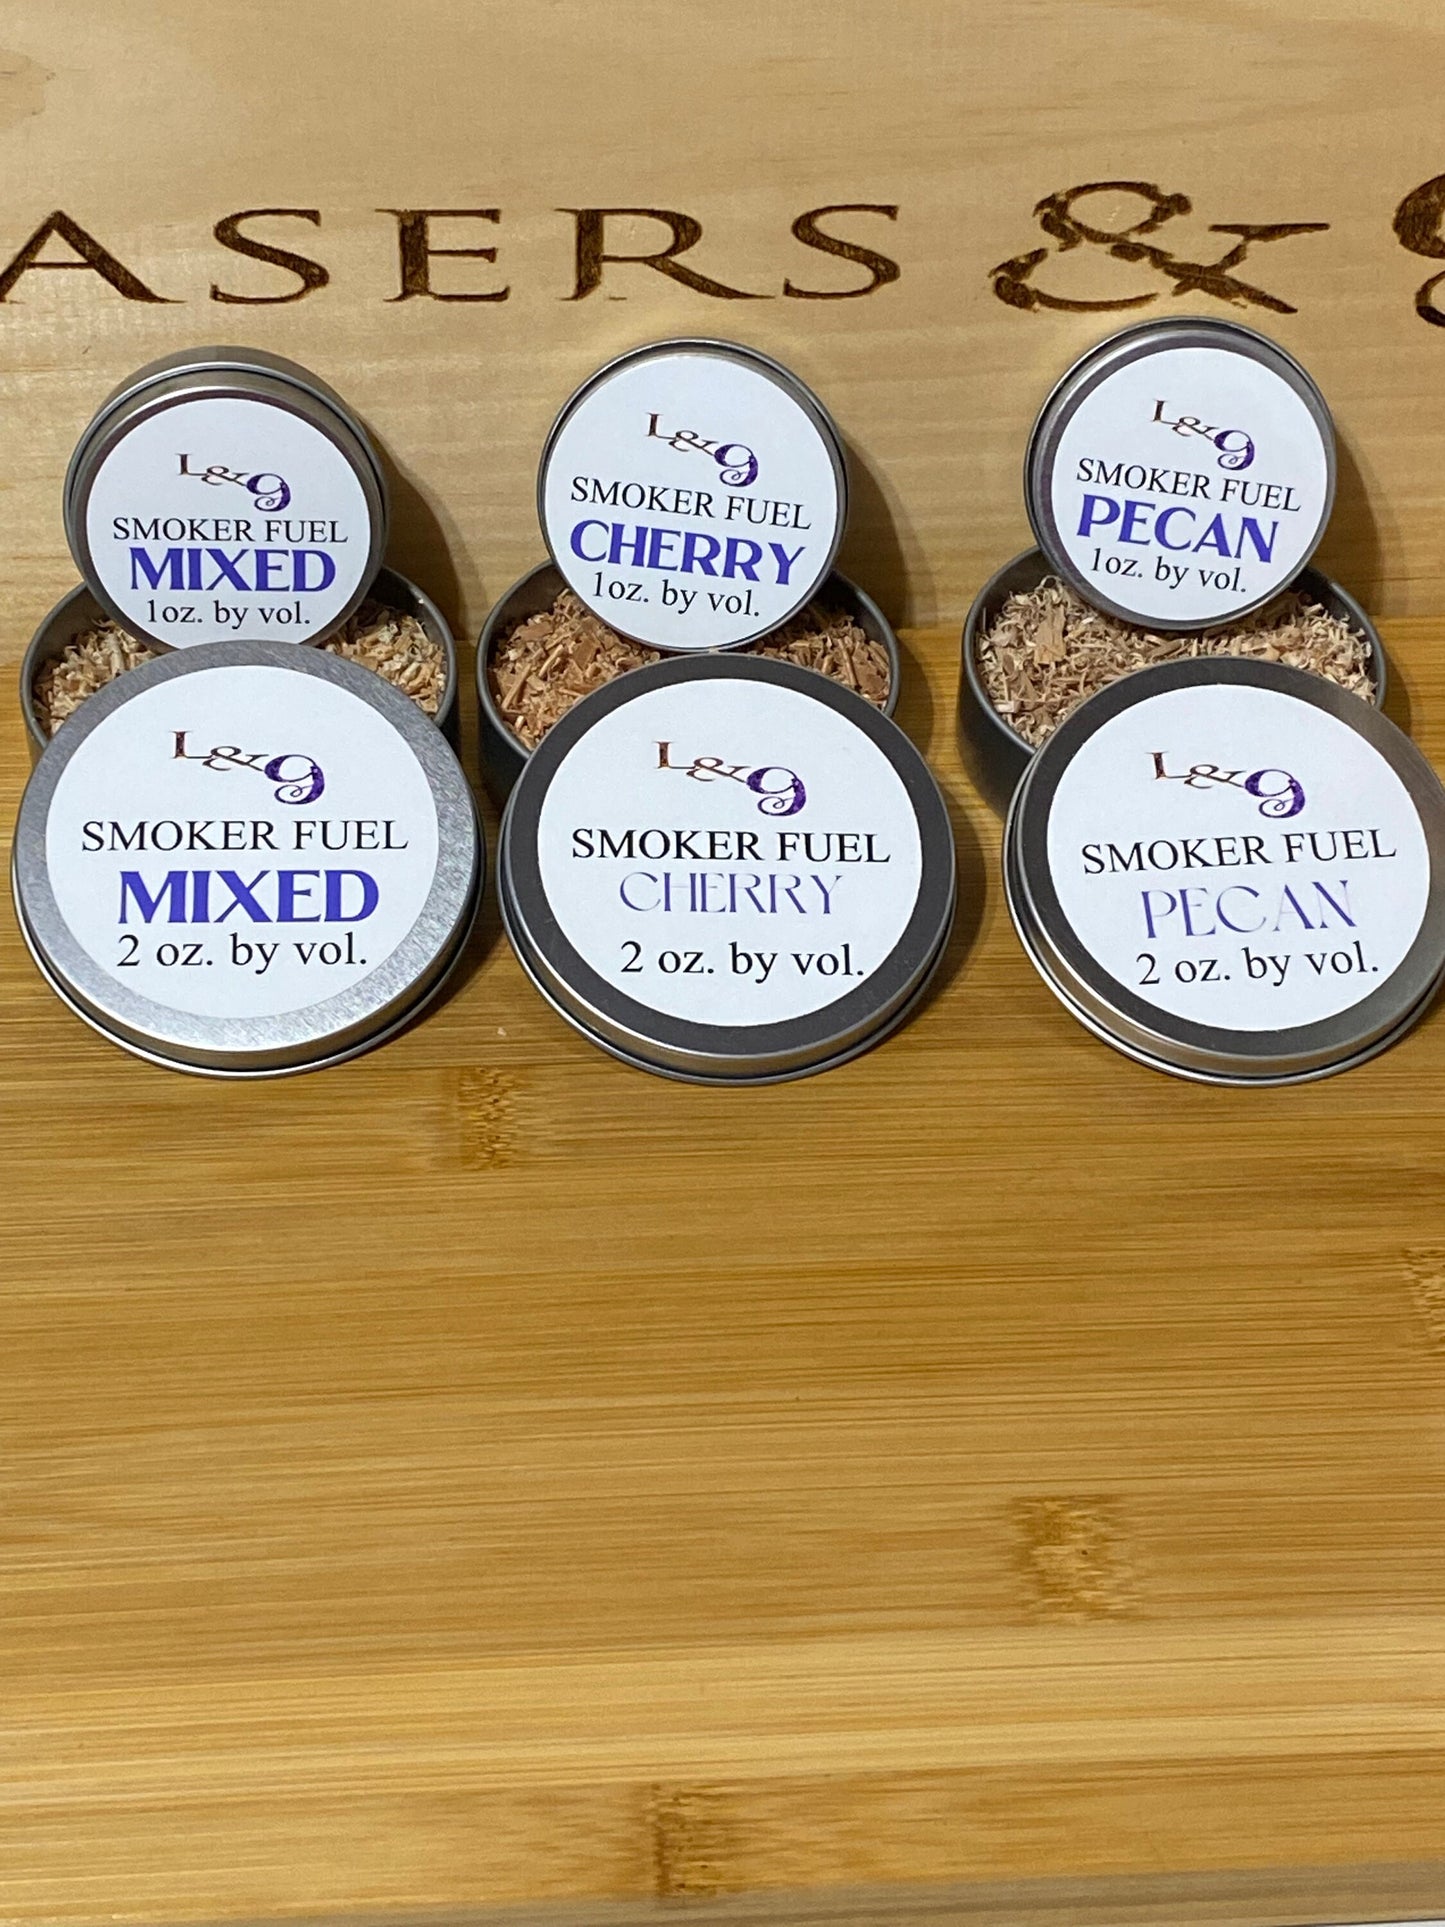 ASERS &
L&g
SMOKER FUEL
MIXED
1oz. by vol.
L&g
SMOKER FUEL
CHERRY
1oz. by vol.
L&g
SMOKER FUEL
PECAN
1oz. by vol.
L&g
SMOKER FUEL
MIXED
2 oz. by vol.
L&g
SMOKER FUEL
CHERRY
2 oz. by vol.
L&g
SMOKER FUEL
PECAN
2 oz. by vol.